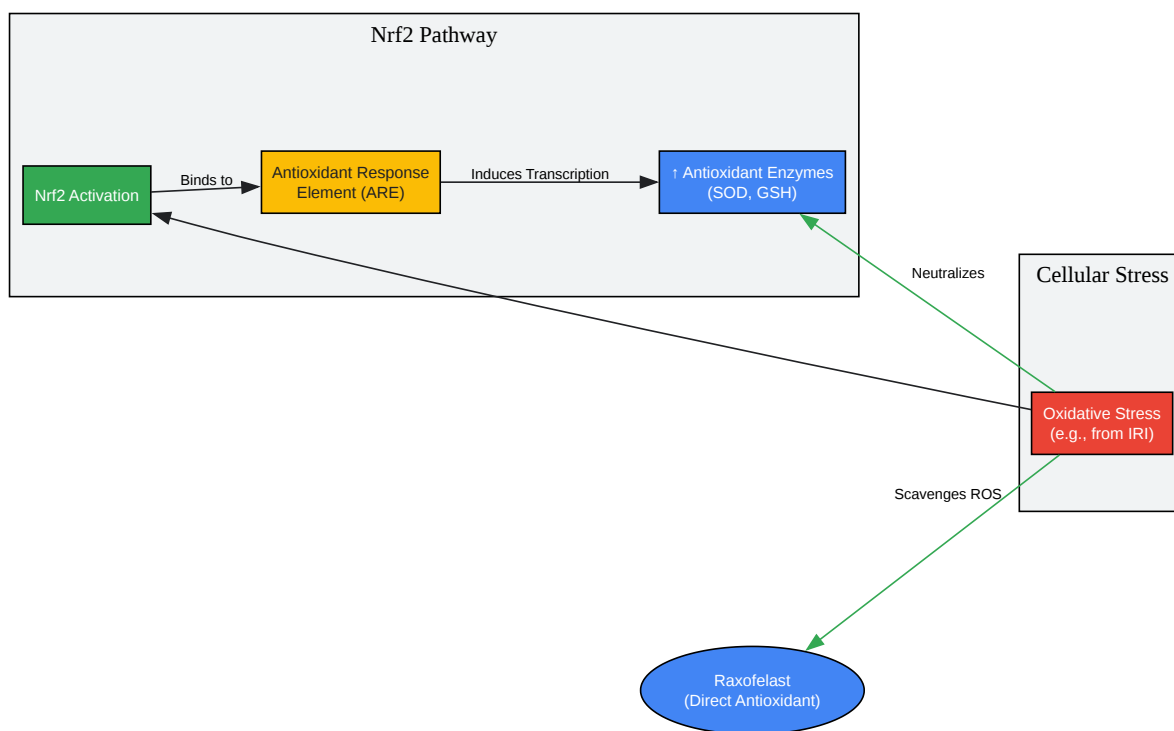 Nrf2 Pathway
Nrf2 Activation
Binds to
Antioxidant Response
Element (ARE)
Induces Transcription
↑ Antioxidant Enzymes
(SOD, GSH)
Neutralizes
Cellular Stress
Oxidative Stress
(e.g., from IRI)
Scavenges ROS
Raxofelast
(Direct Antioxidant)